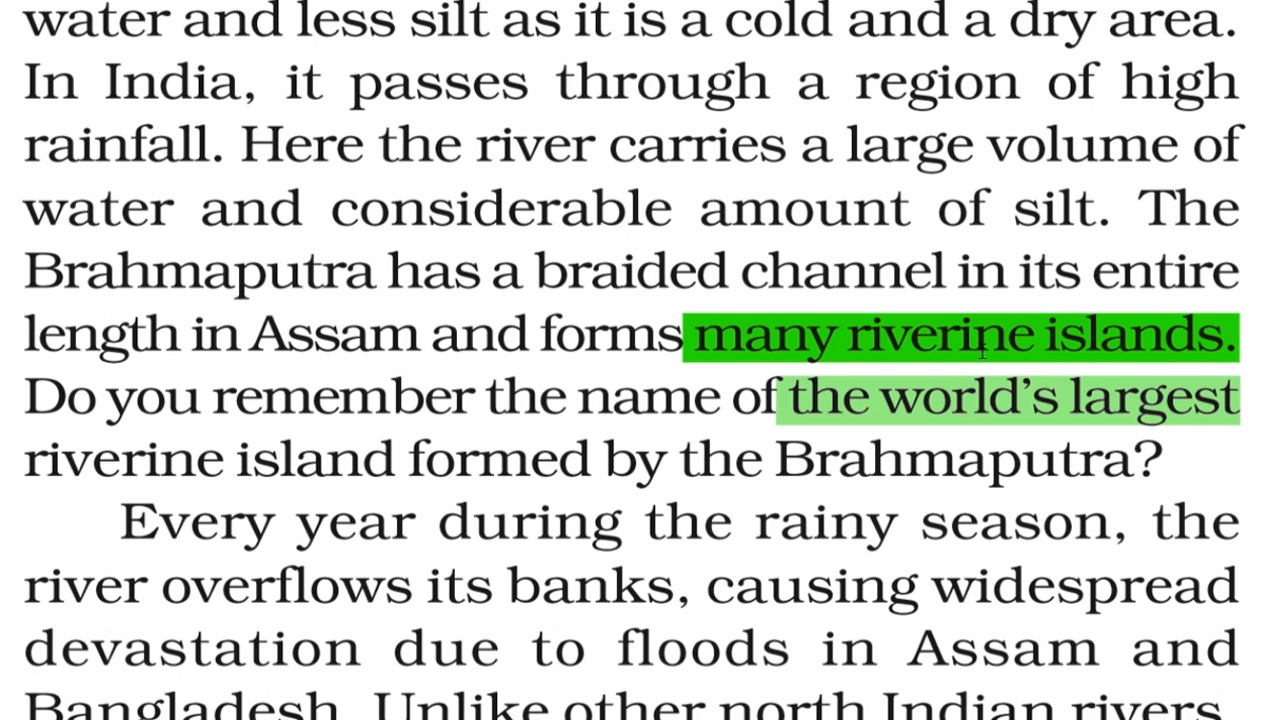 water and less silt as it is a cold and a dry area.
In India, it passes through a region of high
rainfall. Here the river carries a large volume of
water and considerable amount of silt. The
Brahmaputra has a braided channel in its entire
length in Assam and forms many riverine islands.
Do you remember the name of the world’s largest
riverine island formed by the Brahmaputra?
Every year during the rainy season, the
river overflows its banks, causing widespread
devastation due to floods in Assam and
Bangladesh. Unlike other north Indian rivers,